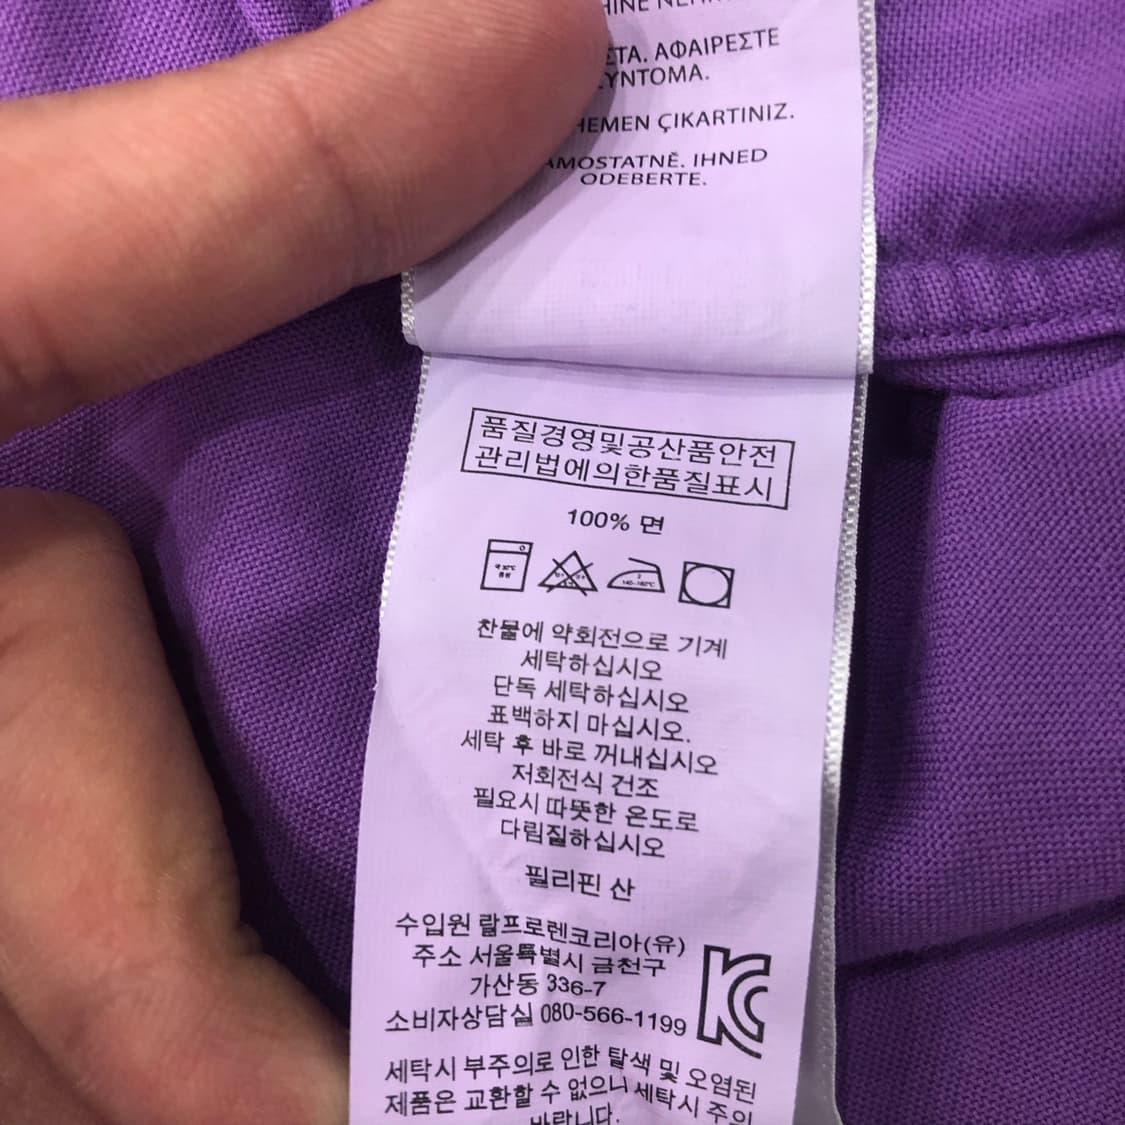 ΑΦΑΙΡΕΣΤΕ
HEMEN ÇIKARTINIZ.
IHNED
ODEBERTE.
품질경영및공산품안전
관리법에의한품질표시
100% 면
찬물에 약회전으로 기계
세탁하십시오
단독 세탁하십시오
표백하지 마십시오.
세탁 후 바로 꺼내십시오
저회전식 건조
필요시 따뜻한 온도로
다림질하십시오
필리핀 산
수입원 랄프로렌코리아(유)
주소 서울특별시 금천구
가산동 336-7
소비자상담실 080-566-1199
KC
세탁시 부주의로 인한 탈색 및 오염된
제품은 교환할 수 없으니 세탁시 주의
바랍니다.